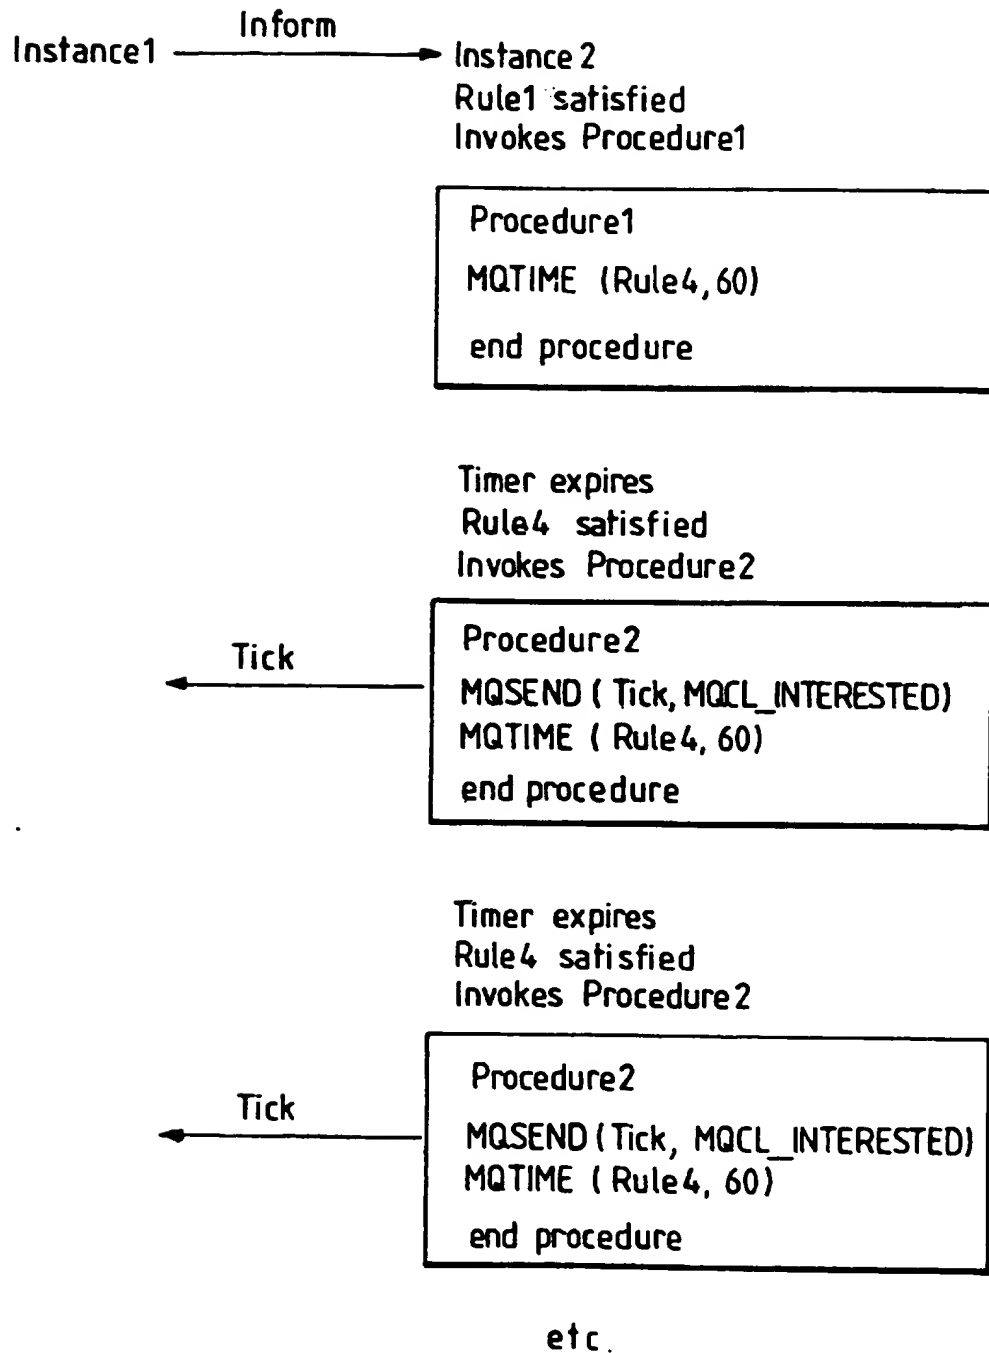 Inform
Instance1
Instance2
Rule1 satisfied
Invokes Procedure1
Procedure1
MQTIME (Rule4,60)
end procedure
Timer expires
Rule4 satisfied
Invokes Procedure2
Tick
Procedure2
MQSEND ( Tick, MQCL_INTERESTED)
MQTIME ( Rule4, 60)
end procedure
Timer expires
Rule4 satisfied
Invokes Procedure2
Tick
Procedure2
MQSEND (Tick, MQCL_INTERESTED)
MQTIME ( Rule4, 60)
end procedure
etc.